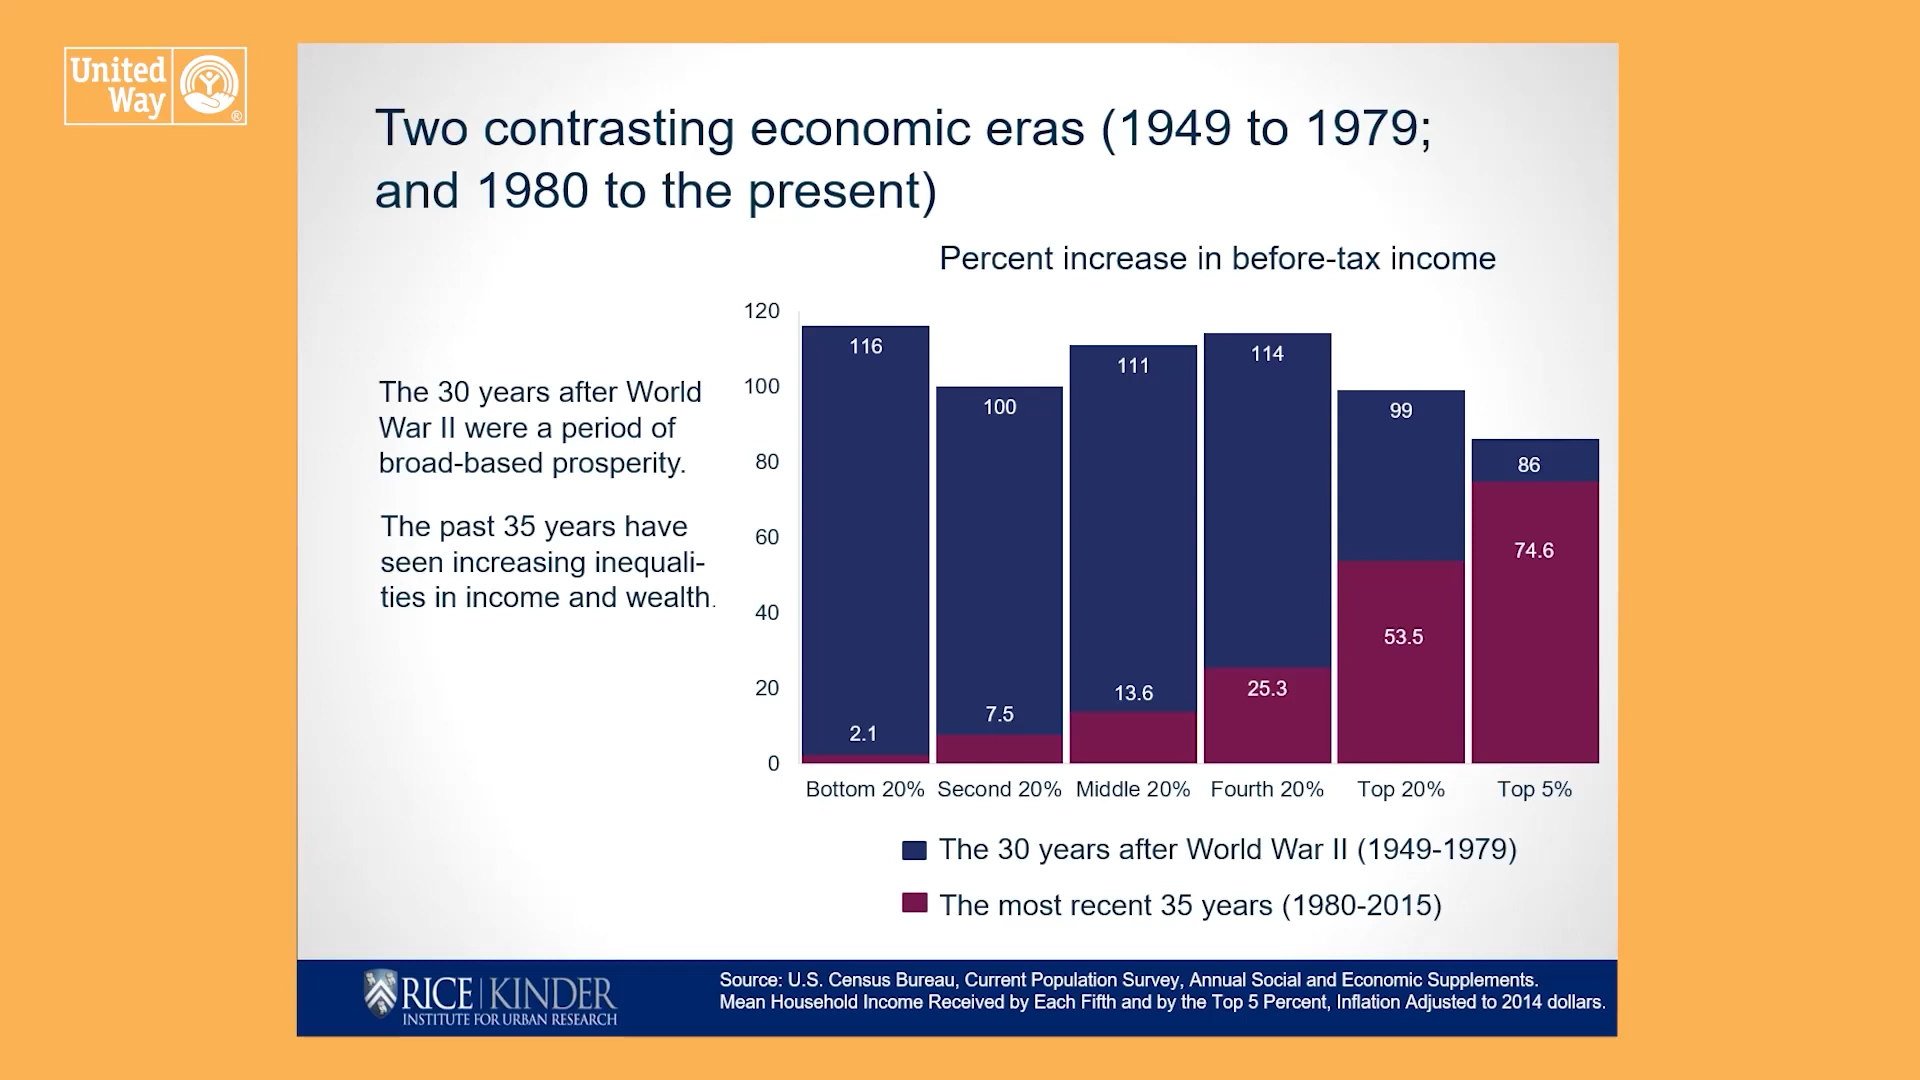 United
Way
®
Two contrasting economic eras (1949 to 1979;
and 1980 to the present)
Percent increase in before-tax income
The 30 years after World
War II were a period of
broad-based prosperity.
The past 35 years have
seen increasing inequali-
ties in income and wealth.
120
100
80
60
40
20
0
116
100
111
114
99
86
2.1
7.5
13.6
25.3
53.5
74.6
Bottom 20%
Second 20%
Middle 20%
Fourth 20%
Top 20%
Top 5%
The 30 years after World War II (1949-1979)
The most recent 35 years (1980-2015)
RICE | KINDER
INSTITUTE FOR URBAN RESEARCH
Source: U.S. Census Bureau, Current Population Survey, Annual Social and Economic Supplements.
Mean Household Income Received by Each Fifth and by the Top 5 Percent, Inflation Adjusted to 2014 dollars.